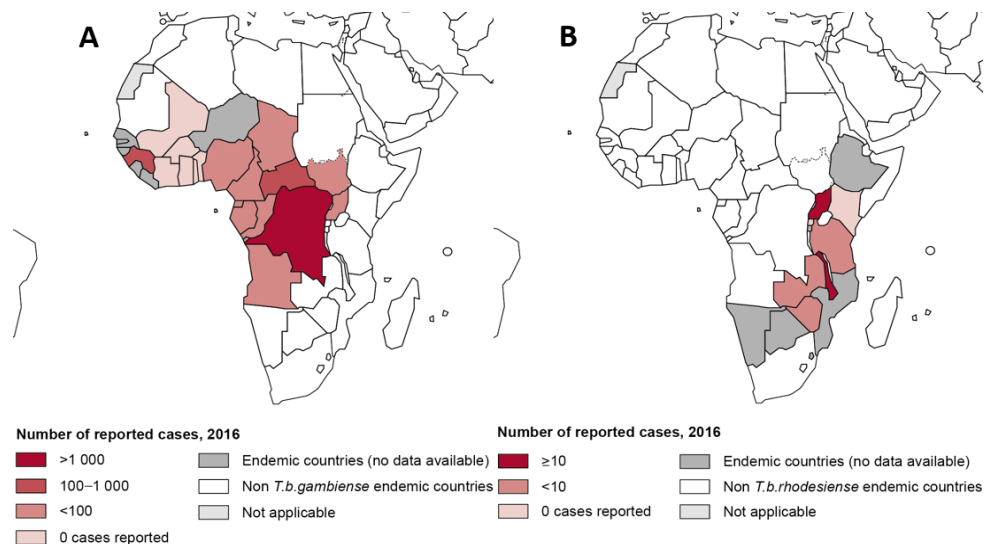 A
B
Number of reported cases, 2016
>1 000
100–1 000
<100
0 cases reported
Endemic countries (no data available)
Non T.b.gambiense endemic countries
Not applicable
Number of reported cases, 2016
≥10
<10
0 cases reported
Endemic countries (no data available)
Non T.b.rhodesiense endemic countries
Not applicable